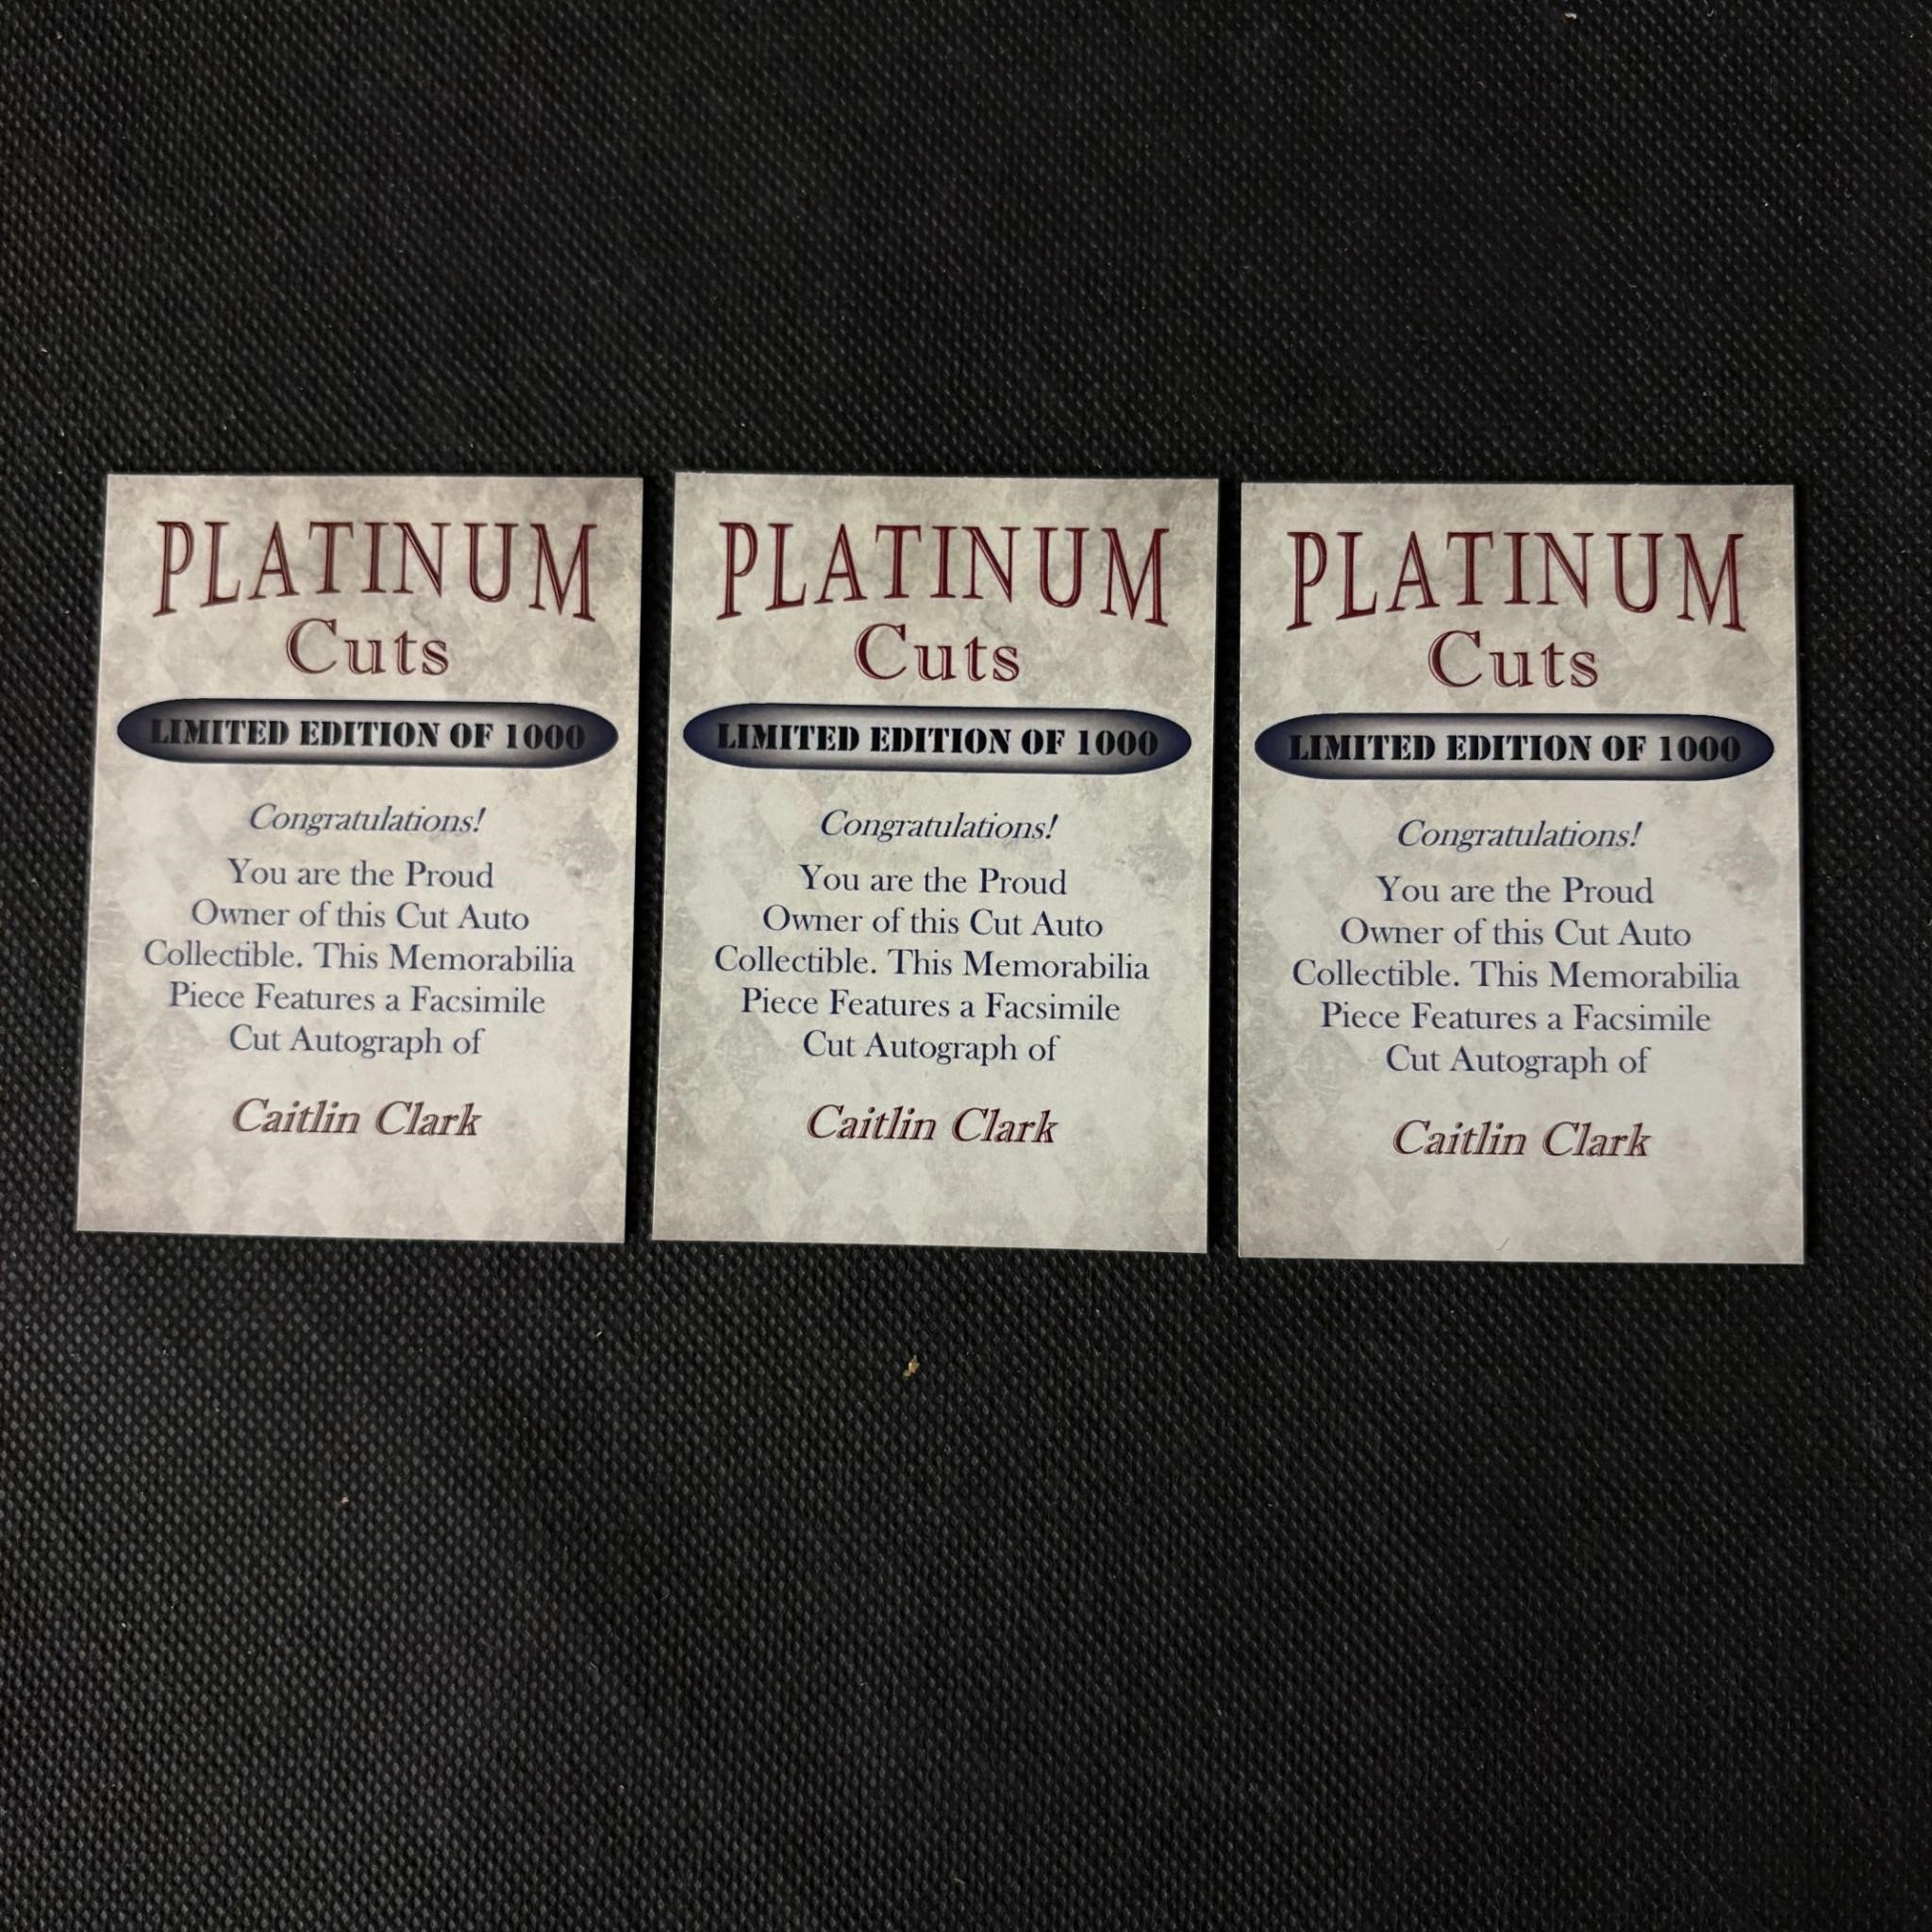 PLATINUM
Cuts
LIMITED EDITION OF 1000
Congratulations!
You are the Proud
Owner of this Cut Auto
Collectible. This Memorabilia
Piece Features a Facsimile
Cut Autograph of
Caitlin Clark
PLATINUM
Cuts
LIMITED EDITION OF 1000
Congratulations!
You are the Proud
Owner of this Cut Auto
Collectible. This Memorabilia
Piece Features a Facsimile
Cut Autograph of
Caitlin Clark
PLATINUM
Cuts
LIMITED EDITION OF 1000
Congratulations!
You are the Proud
Owner of this Cut Auto
Collectible. This Memorabilia
Piece Features a Facsimile
Cut Autograph of
Caitlin Clark